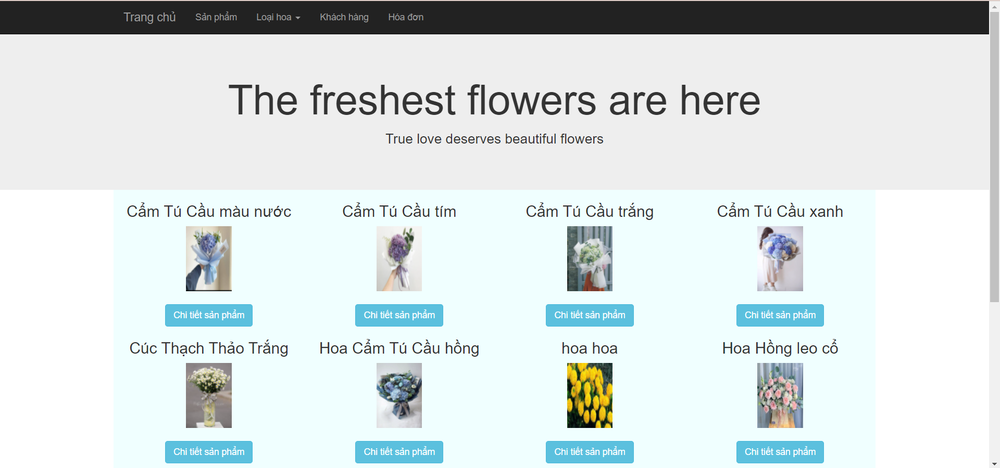 Trang chủ Sản phẩm Loại hoa Khách hàng Hóa đơn
The freshest flowers are here
True love deserves beautiful flowers
Cẩm Tú Cầu màu nước Cẩm Tú Cầu tím Cẩm Tú Cầu trắng Cẩm Tú Cầu xanh
Chi tiết sản phẩm Chi tiết sản phẩm Chi tiết sản phẩm Chi tiết sản phẩm
Cúc Thạch Thảo Trắng Hoa Cẩm Tú Cầu hồng hoa hoa Hoa Hồng leo cổ
Chi tiết sản phẩm Chi tiết sản phẩm Chi tiết sản phẩm Chi tiết sản phẩm